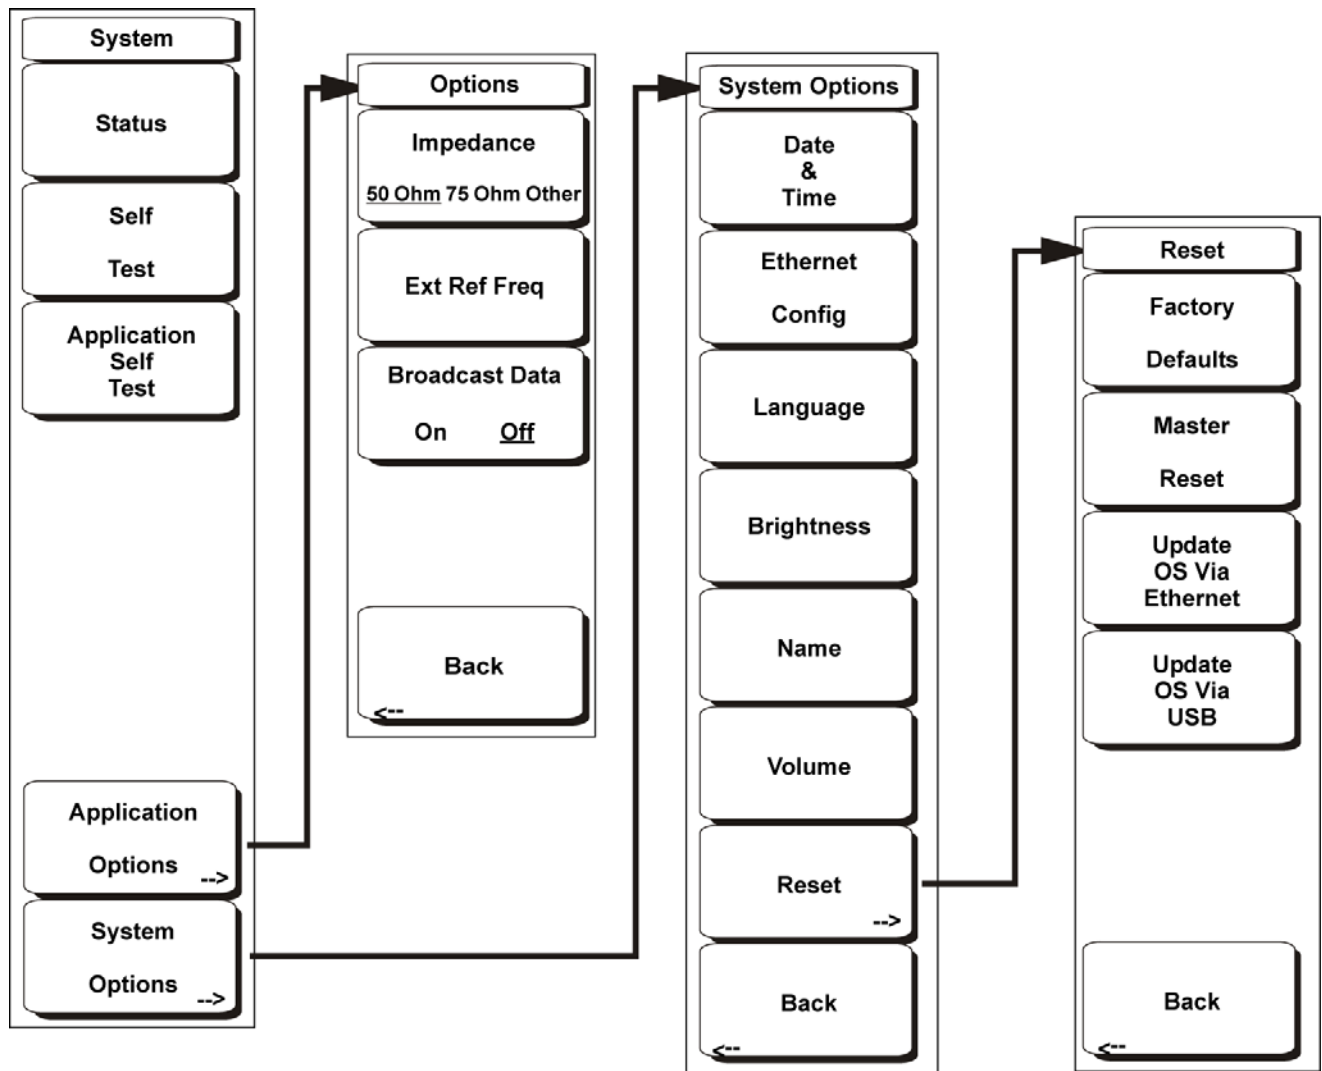 System
Status
Self
Test
Application
Self
Test
Application
Options
-->
System
Options
-->
Options
Impedance
50 Ohm 75 Ohm Other
Ext Ref Freq
Broadcast Data
On Off
Back
<--
System Options
Date
&
Time
Ethernet
Config
Language
Brightness
Name
Volume
Reset
-->
Back
<--
Reset
Factory
Defaults
Master
Reset
Update
OS Via
Ethernet
Update
OS Via
USB
Back
<--